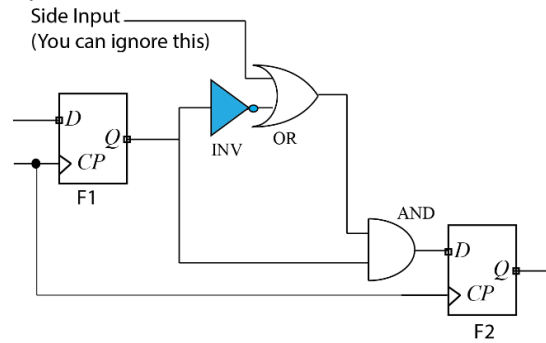 Side Input
(You can ignore this)
D
Q
CP
F1
INV
OR
AND
D
Q
CP
F2